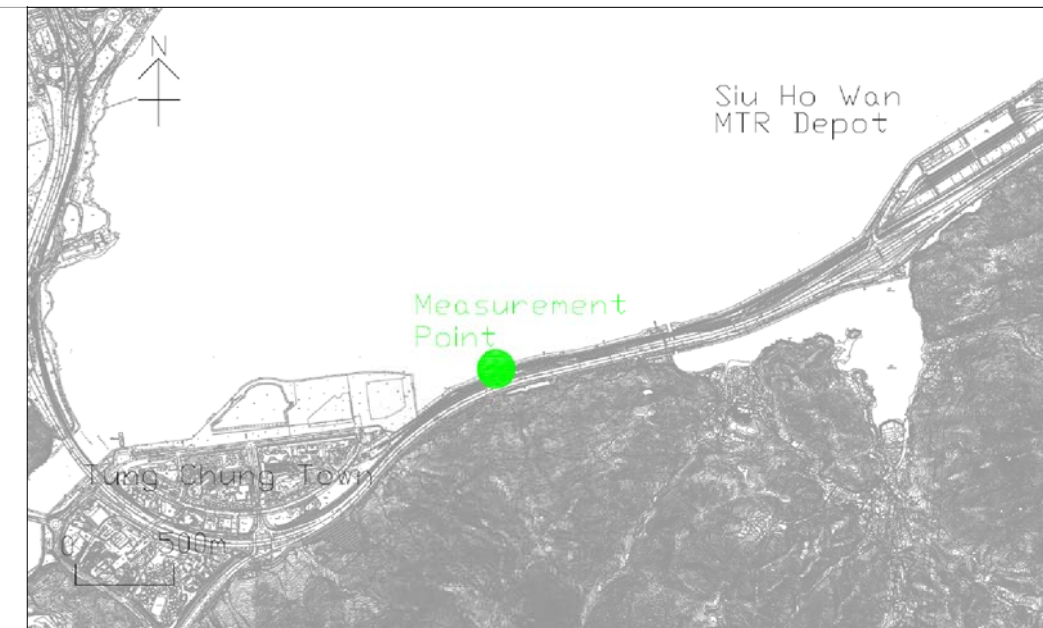 N
Siu Ho Wan
MTR Depot
Measurement
Point
Tung Chung Town
0 500m